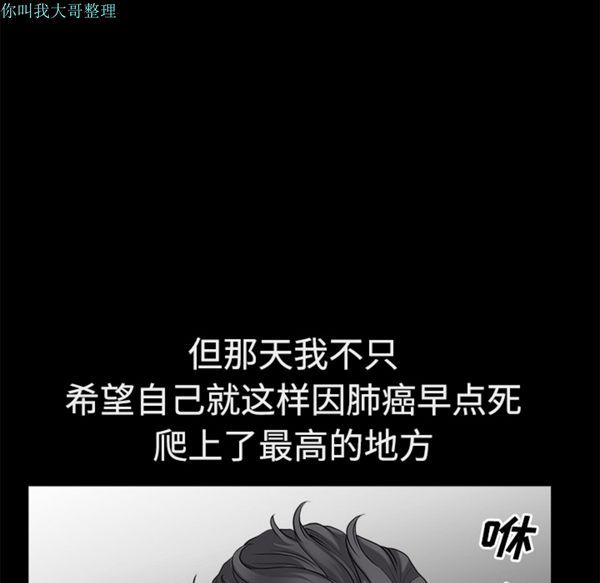 你叫我大哥整理
但那天我不只
希望自己就这样因肺癌早点死
爬上了最高的地方
咻